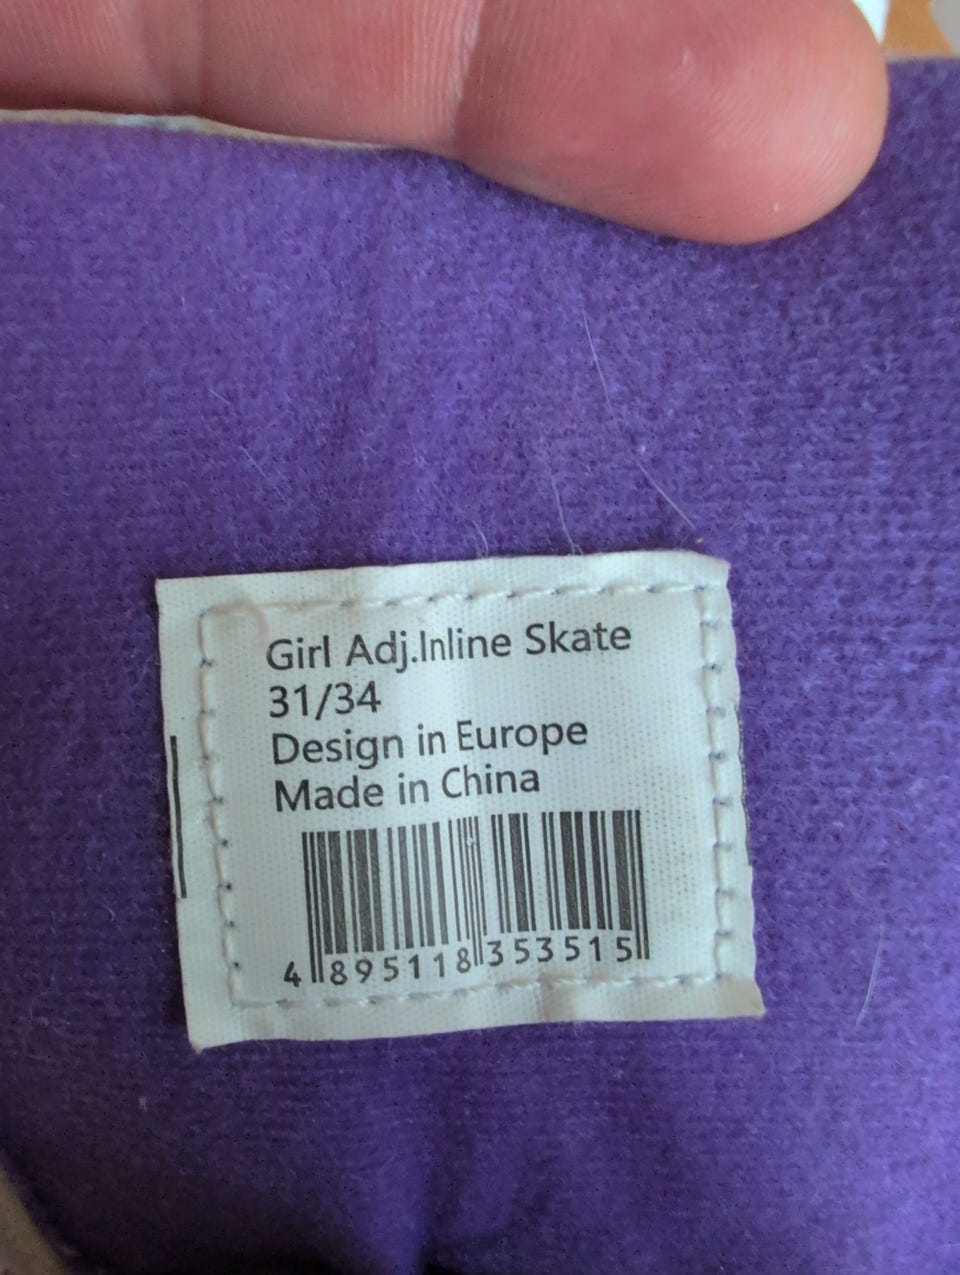 Girl Adj.Inline Skate
31/34
Design in Europe
Made in China
4 895118 353515